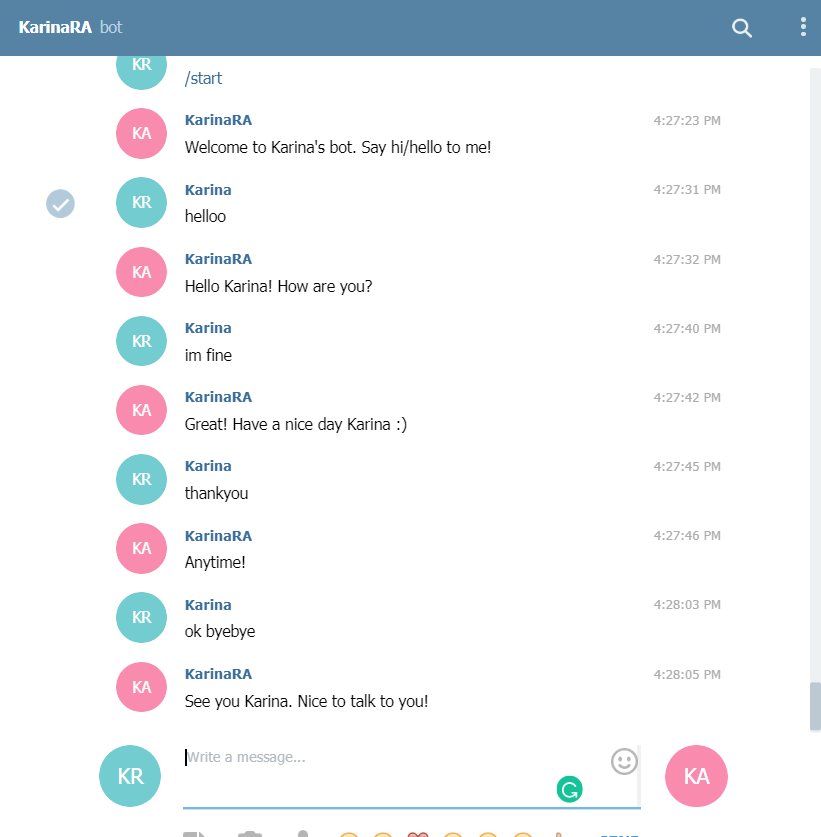 KarinaRA bot
KR
/start
KA
KarinaRA 4:27:23 PM
Welcome to Karina's bot. Say hi/hello to me!
KR
Karina 4:27:31 PM
helloo
KA
KarinaRA 4:27:32 PM
Hello Karina! How are you?
KR
Karina 4:27:40 PM
im fine
KA
KarinaRA 4:27:42 PM
Great! Have a nice day Karina :)
KR
Karina 4:27:45 PM
thankyou
KA
KarinaRA 4:27:46 PM
Anytime!
KR
Karina 4:28:03 PM
ok byebye
KA
KarinaRA 4:28:05 PM
See you Karina. Nice to talk to you!
KR
Write a message...
KA
SEND